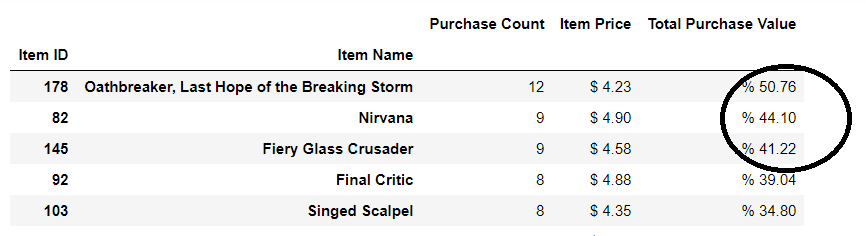 Purchase Count Item Price Total Purchase Value
Item ID Item Name
178 Oathbreaker, Last Hope of the Breaking Storm 12 $ 4.23 % 50.76
82 Nirvana 9 $ 4.90 % 44.10
145 Fiery Glass Crusader 9 $ 4.58 % 41.22
92 Final Critic 8 $ 4.88 % 39.04
103 Singed Scalpel 8 $ 4.35 % 34.80